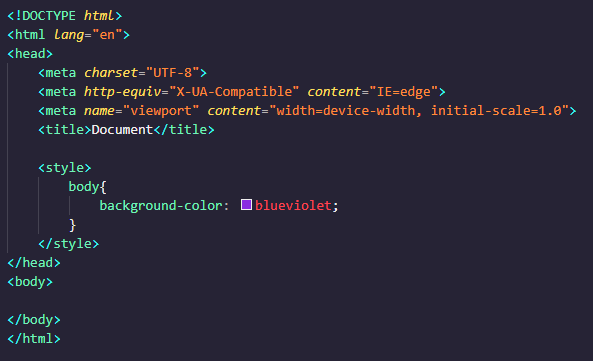 <!DOCTYPE html>
<html lang="en">
<head>
    <meta charset="UTF-8">
    <meta http-equiv="X-UA-Compatible" content="IE=edge">
    <meta name="viewport" content="width=device-width, initial-scale=1.0">
    <title>Document</title>

    <style>
        body{
            background-color: blueviolet;
        }
    </style>
</head>
<body>

</body>
</html>